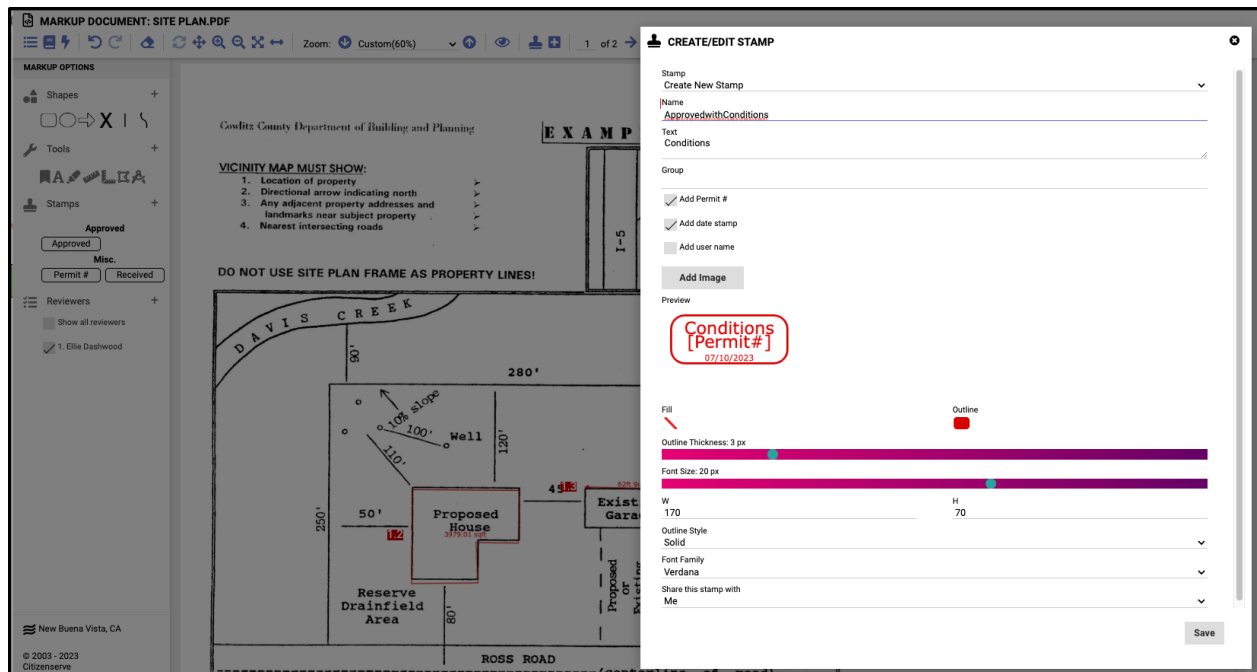 MARKUP DOCUMENT: SITE PLAN.PDF
Zoom: Custom(60%) 1 of 2
MARKUP OPTIONS
Shapes +
Tools +
Stamps +
Approved
Approved
Misc.
Permit # Received
Reviewers +
Show all reviewers
1. Ellie Dashwood
New Buena Vista, CA
© 2003 - 2023
Citizenserve
Cowlitz County Department of Building and Planning
E X A M P
VICINITY MAP MUST SHOW:
1. Location of property
2. Directional arrow indicating north
3. Any adjacent property addresses and
landmarks near subject property
4. Nearest intersecting roads
I-5
DO NOT USE SITE PLAN FRAME AS PROPERTY LINES!
DAVIS CREEK
90'
280'
10% slope
100'
Well
110'
120'
45
1.3
62ft
Exist
Gara
50'
1.2
Proposed
House
3979.01 sqft
250'
Proposed
or
Existing
Reserve
Drainfield
Area
80'
ROSS ROAD
(centerline of road)
CREATE/EDIT STAMP
Stamp
Create New Stamp
Name
ApprovedwithConditions
Text
Conditions
Group
Add Permit #
Add date stamp
Add user name
Add Image
Preview
Conditions
[Permit#]
07/10/2023
Fill Outline
Outline Thickness: 3 px
Font Size: 20 px
W H
170 70
Outline Style
Solid
Font Family
Verdana
Share this stamp with
Me
Save